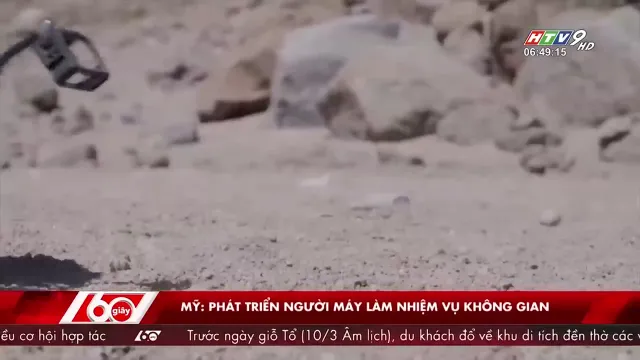 HTV9 HD
06:49:15
60 giây
MỸ: PHÁT TRIỂN NGƯỜI MÁY LÀM NHIỆM VỤ KHÔNG GIAN
ều cơ hội hợp tác 60 giây Trước ngày giỗ Tổ (10/3 Âm lịch), du khách đổ về khu di tích đền thờ các v